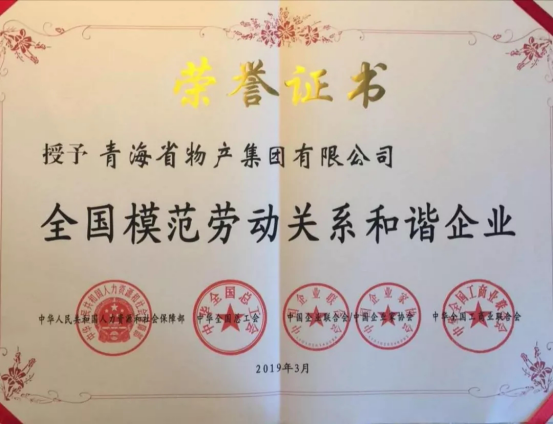 荣誉证书
授予 青海省物产集团有限公司
全国模范劳动关系和谐企业
中华人民共和国人力资源和社会保障部 中华全国总工会 中国企业联合会/中国企业家协会 中华全国工商业联合会
2019年3月